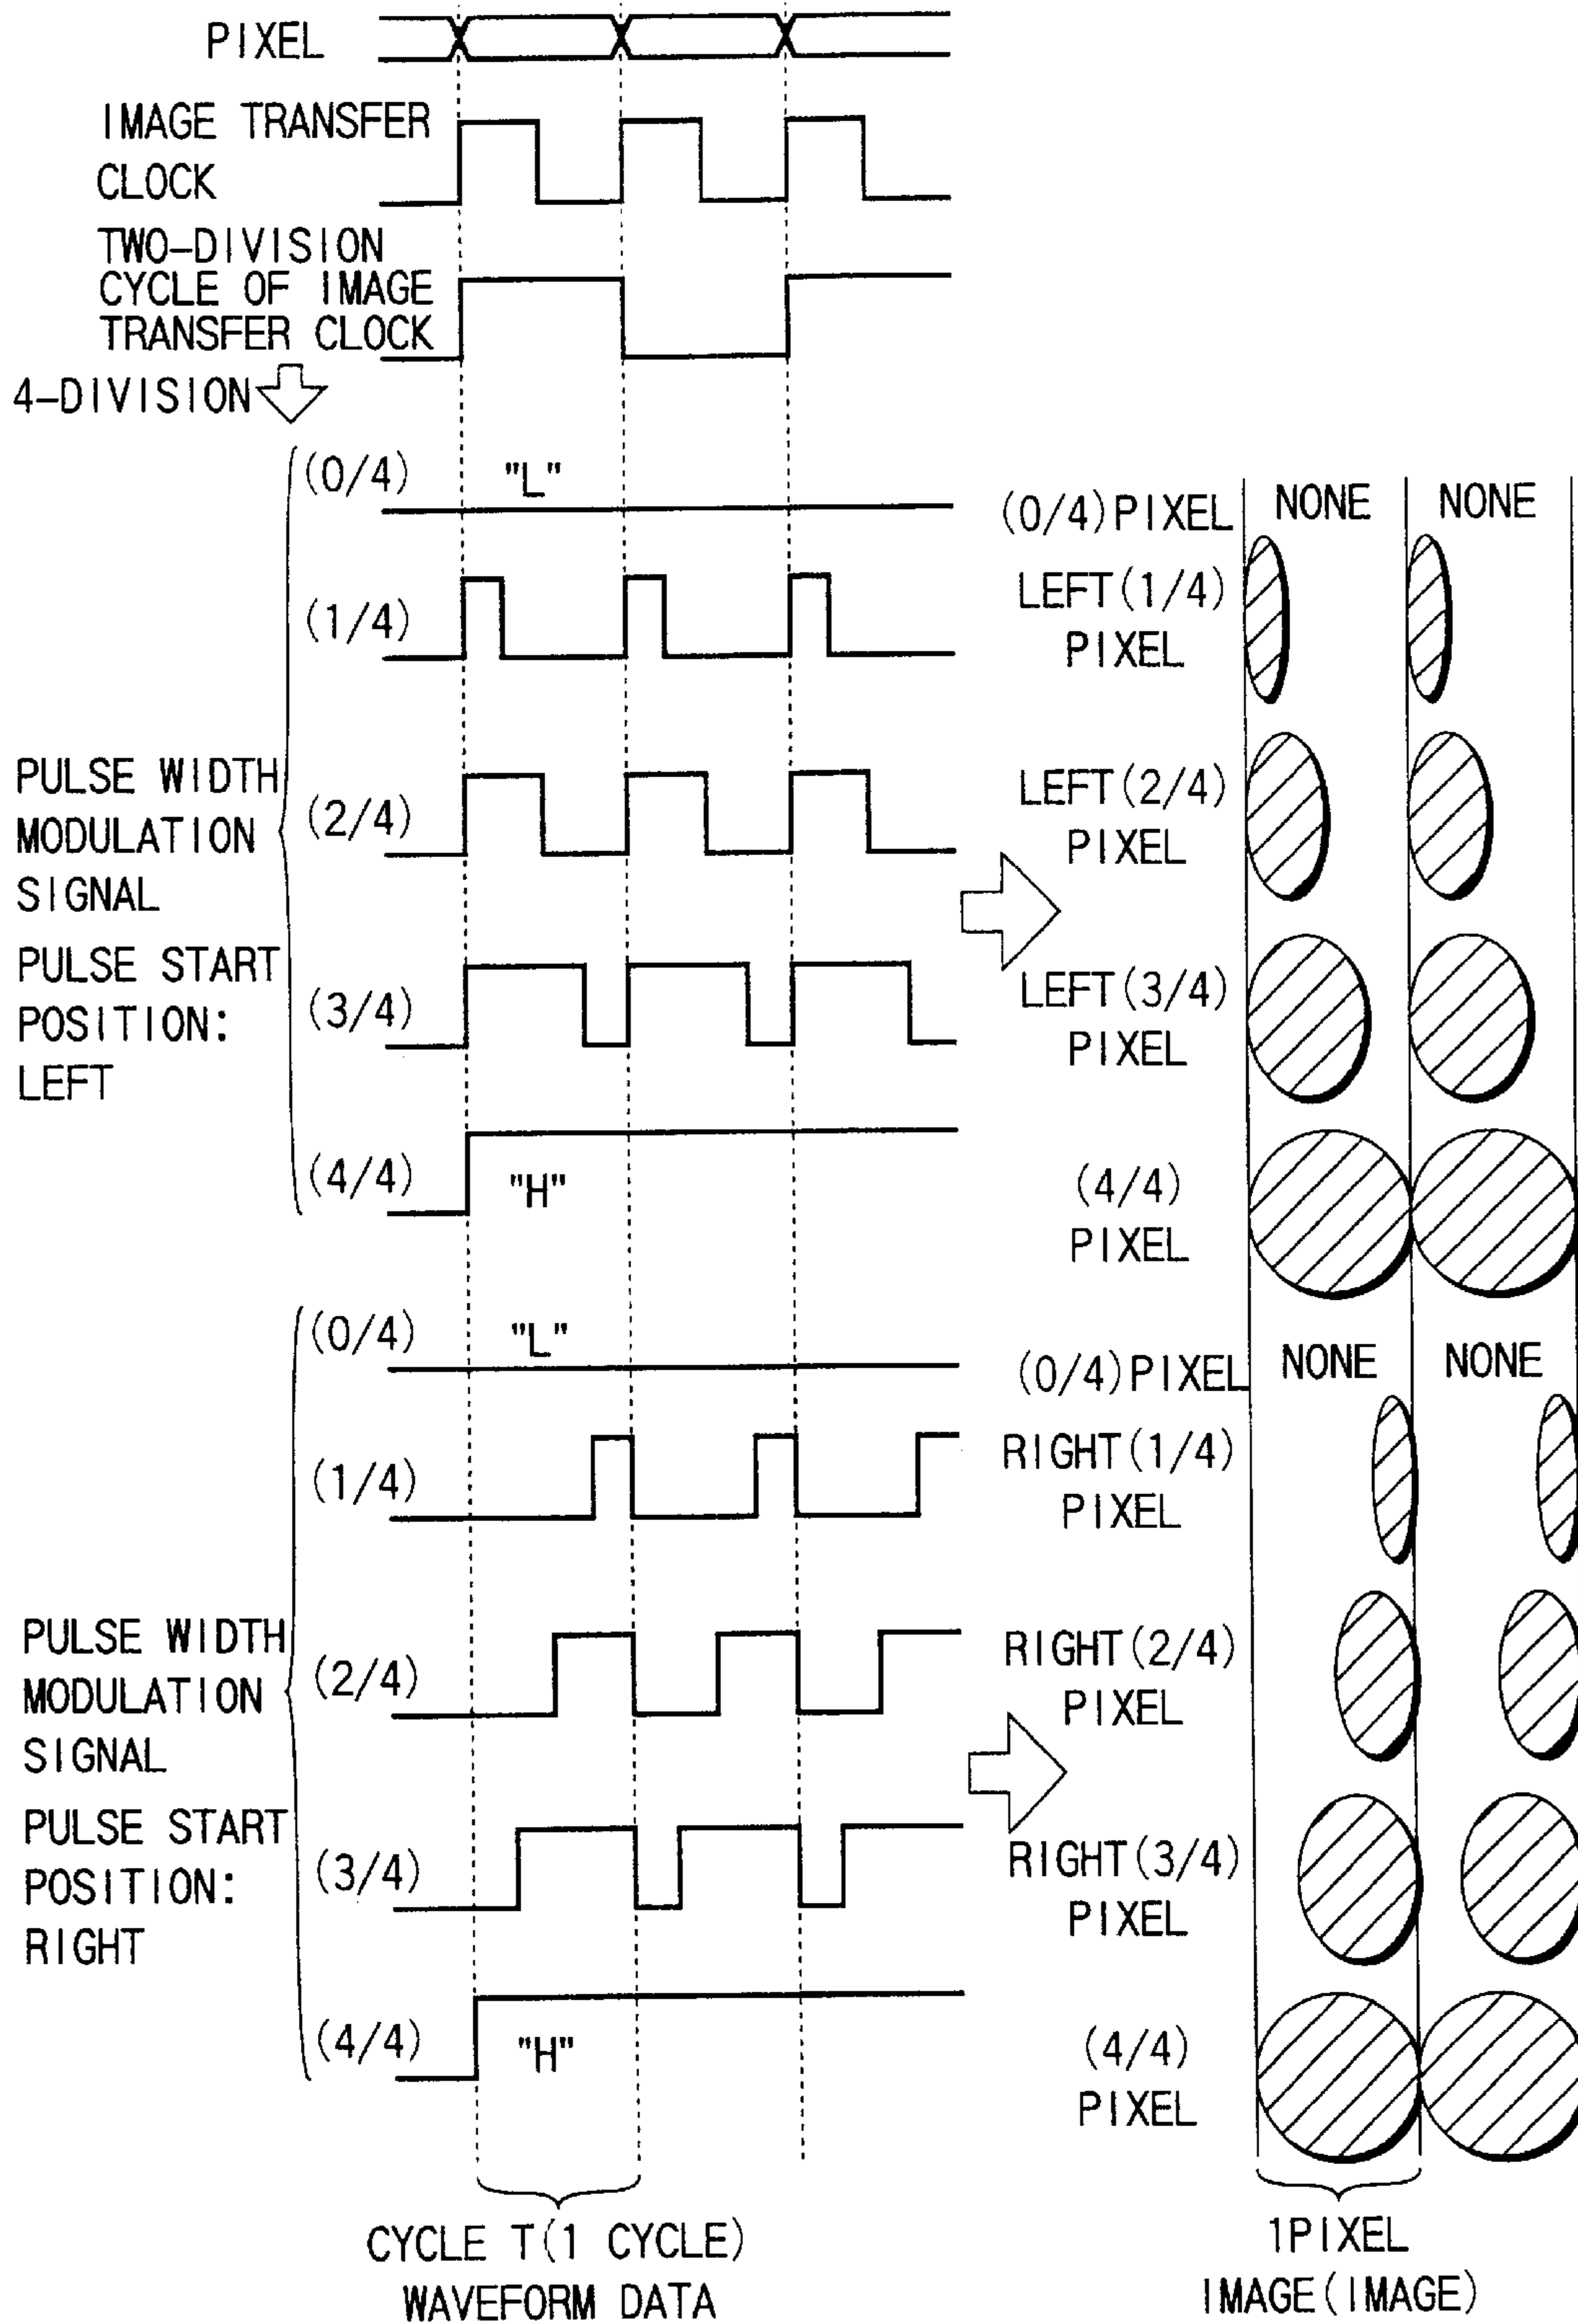 PIXEL
IMAGE TRANSFER
CLOCK
TWO-DIVISION
CYCLE OF IMAGE
TRANSFER CLOCK
4-DIVISION
PULSE WIDTH
MODULATION
SIGNAL
PULSE START
POSITION:
LEFT
(0/4)
"L"
(1/4)
(2/4)
(3/4)
(4/4)
"H"
(0/4)PIXEL
NONE
NONE
LEFT(1/4)
PIXEL
LEFT(2/4)
PIXEL
LEFT(3/4)
PIXEL
(4/4)
PIXEL
PULSE WIDTH
MODULATION
SIGNAL
PULSE START
POSITION:
RIGHT
(0/4)
"L"
(1/4)
(2/4)
(3/4)
(4/4)
"H"
(0/4)PIXEL
NONE
NONE
RIGHT(1/4)
PIXEL
RIGHT(2/4)
PIXEL
RIGHT(3/4)
PIXEL
(4/4)
PIXEL
CYCLE T(1 CYCLE)
WAVEFORM DATA
1PIXEL
IMAGE(IMAGE)